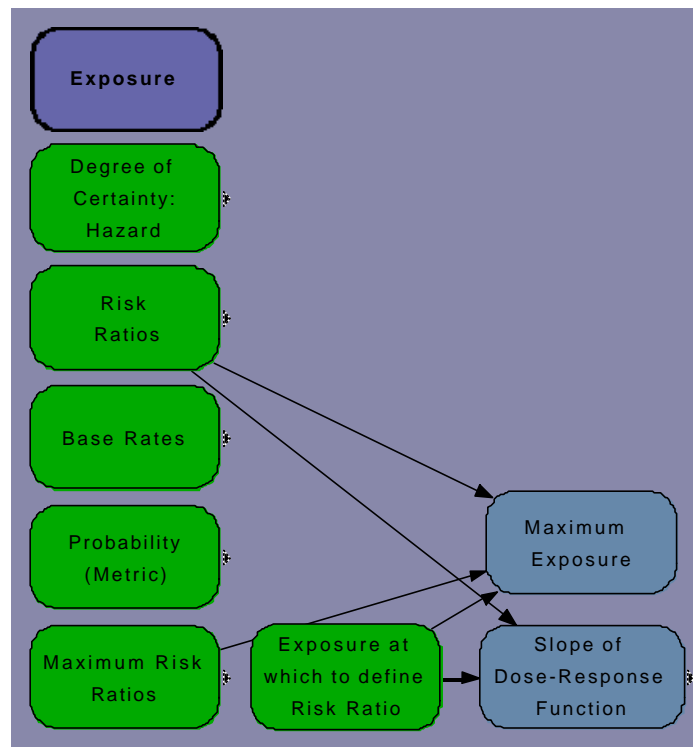 Exposure
Degree of
Certainty:
Hazard
Risk
Ratios
Base Rates
Probability
(Metric)
Maximum
Exposure
Maximum Risk
Ratios
Exposure at
which to define
Risk Ratio
Slope of
Dose-Response
Function